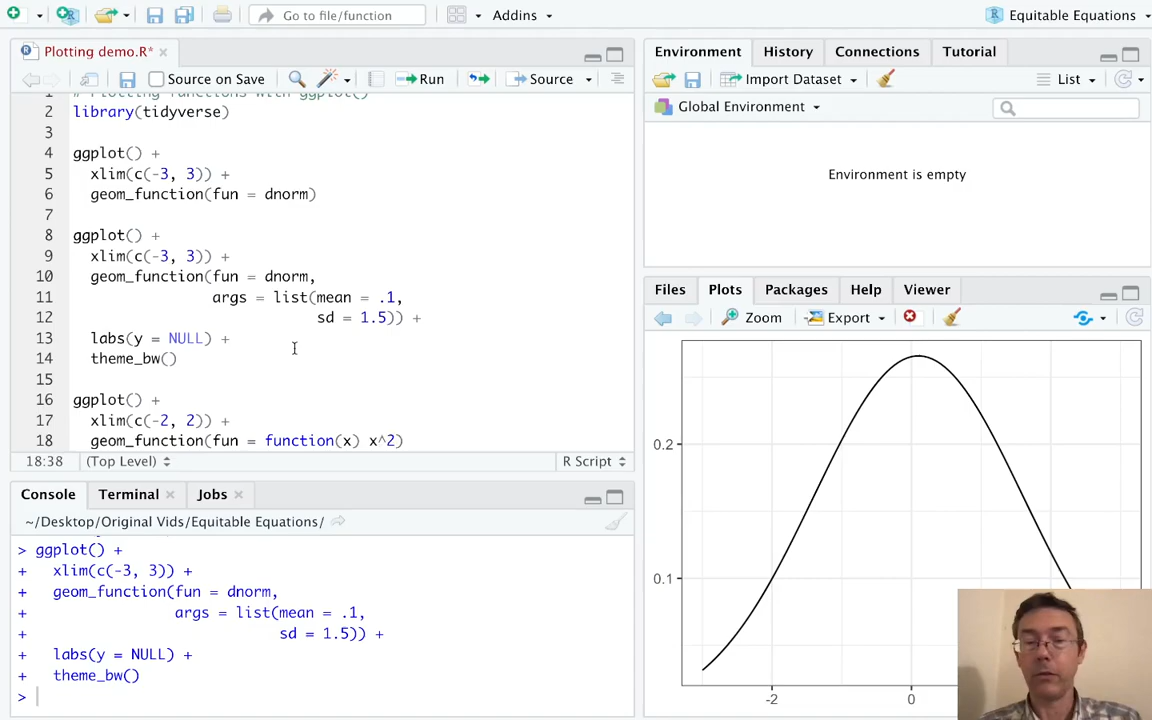 Go to file/function
Addins
Equitable Equations
Plotting demo.R*
Source on Save
Run
Source
1 # Plotting functions with ggplot()
2 library(tidyverse)
3
4 ggplot() +
5 xlim(c(-3, 3)) +
6 geom_function(fun = dnorm)
7
8 ggplot() +
9 xlim(c(-3, 3)) +
10 geom_function(fun = dnorm,
11 args = list(mean = .1,
12 sd = 1.5)) +
13 labs(y = NULL) +
14 theme_bw()
15
16 ggplot() +
17 xlim(c(-2, 2)) +
18 geom_function(fun = function(x) x^2)
18:38 (Top Level) R Script
Console Terminal Jobs
~/Desktop/Original Vids/Equitable Equations/
> ggplot() +
+ xlim(c(-3, 3)) +
+ geom_function(fun = dnorm,
+ args = list(mean = .1,
+ sd = 1.5)) +
+ labs(y = NULL) +
+ theme_bw()
>
Environment History Connections Tutorial
Import Dataset
List
Global Environment
Environment is empty
Files Plots Packages Help Viewer
Zoom Export
0.2
0.1
-2 0